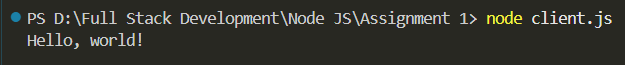 PS D:\Full Stack Development\Node JS\Assignment 1> node client.js
Hello, world!